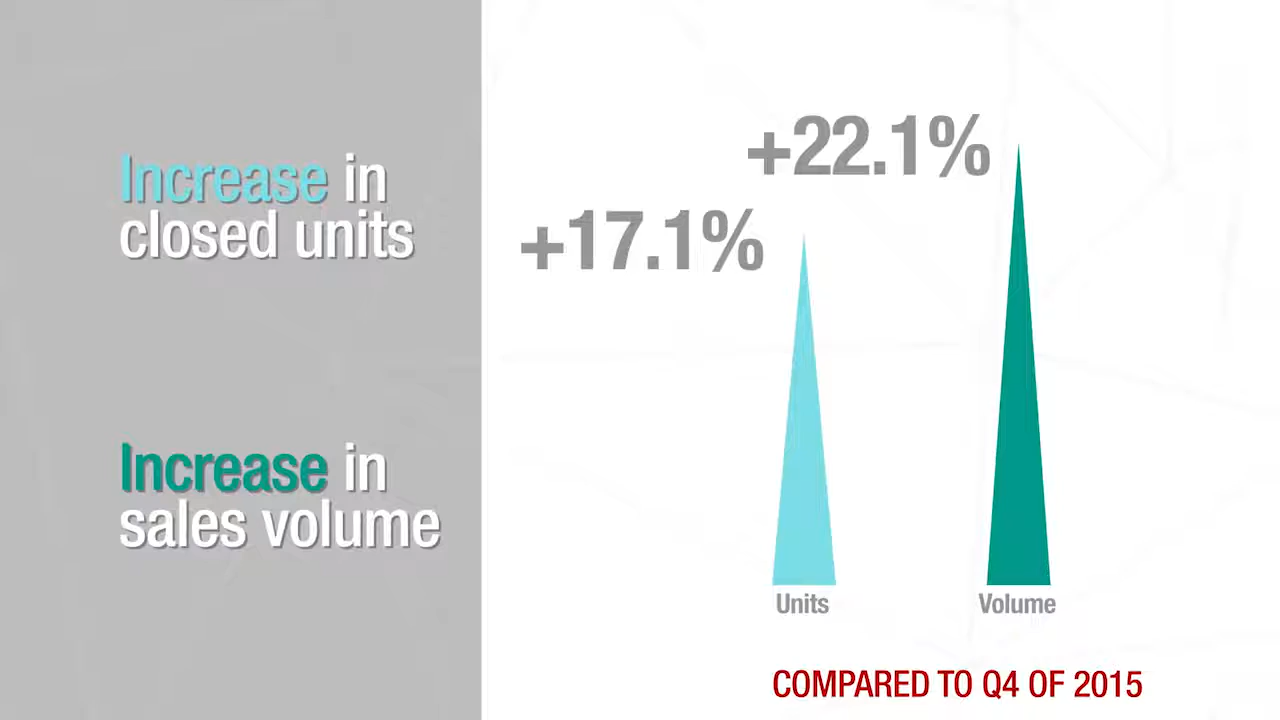 Increase in
closed units
Increase in
sales volume
+22.1%
+17.1%
Units
Volume
COMPARED TO Q4 OF 2015